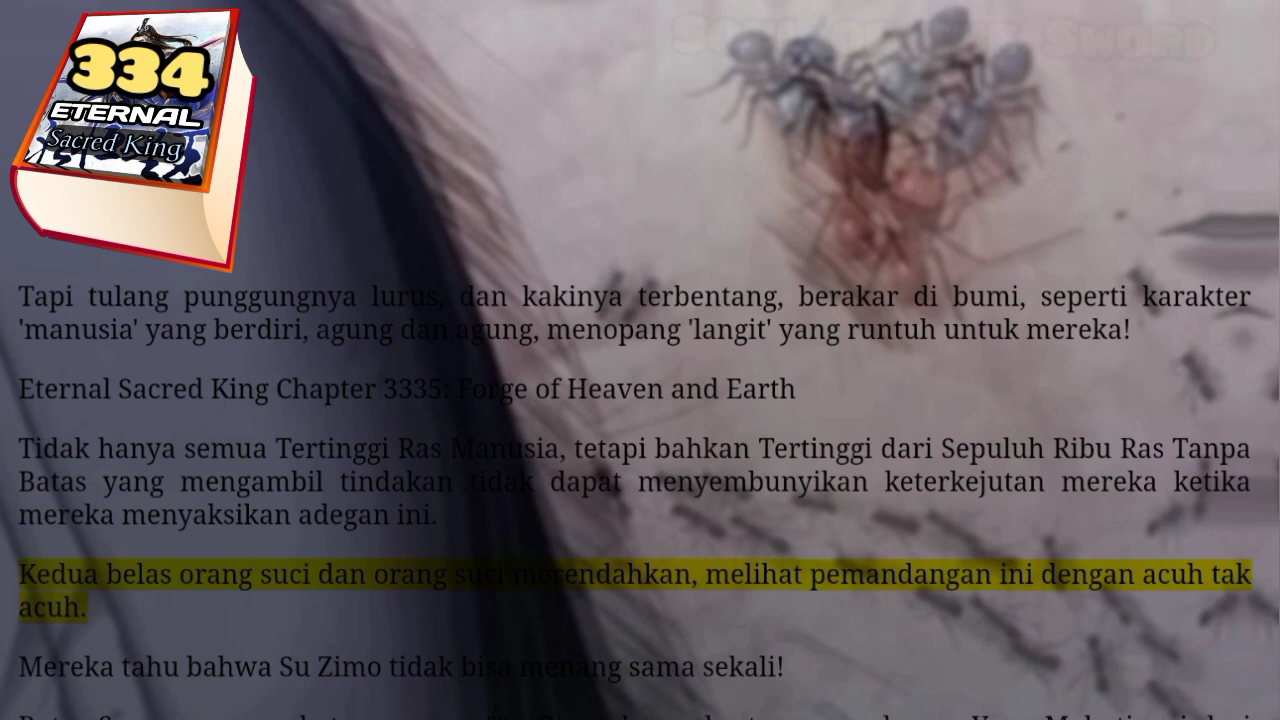 334
ETERNAL
Sacred King
Tapi tulang punggungnya lurus, dan kakinya terbentang, berakar di bumi, seperti karakter
'manusia' yang berdiri, agung dan agung, menopang 'langit' yang runtuh untuk mereka!
Eternal Sacred King Chapter 3335: Forge of Heaven and Earth
Tidak hanya semua Tertinggi Ras Manusia, tetapi bahkan Tertinggi dari Sepuluh Ribu Ras Tanpa
Batas yang mengambil tindakan tidak dapat menyembunyikan keterkejutan mereka ketika
mereka menyaksikan adegan ini.
Kedua belas orang suci dan orang suci merendahkan, melihat pemandangan ini dengan acuh tak
acuh.
Mereka tahu bahwa Su Zimo tidak bisa menang sama sekali!